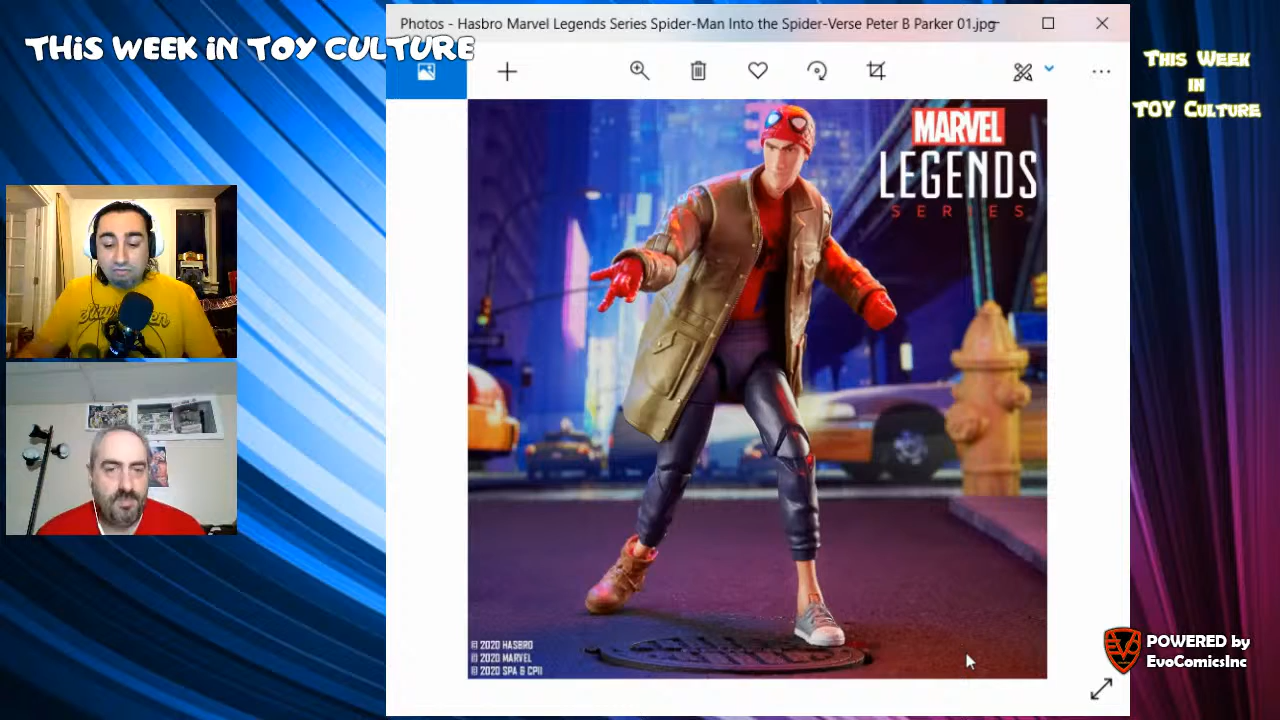 THiS WEEK iN TOY CULTURE
Photos - Hasbro Marvel Legends Series Spider-Man Into the Spider-Verse Peter B Parker 01.jpg
This Week
in
TOY Culture
MARVEL
LEGENDS
SERIES
© 2020 HASBRO
© 2020 MARVEL
© 2020 SPA & CPII
POWERED by
EvoComicsInc